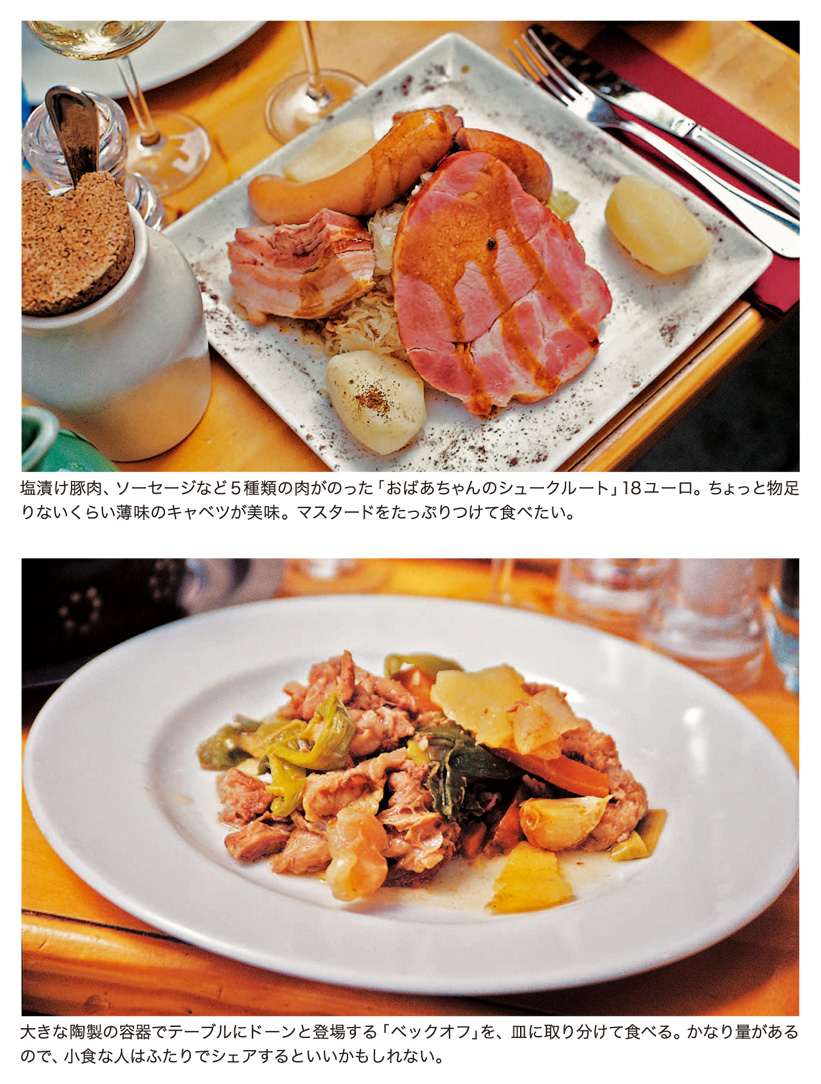 塩漬け豚肉、ソーセージなど5種類の肉がのった「おばあちゃんのシュークルート」18ユーロ。ちょっと物足
りないくらい薄味のキャベツが美味。マスタードをたっぷりつけて食べたい。
大きな陶製の容器でテーブルにドーンと登場する「ベックオフ」を、皿に取り分けて食べる。かなり量がある
ので、小食な人はふたりでシェアするといいかもしれない。